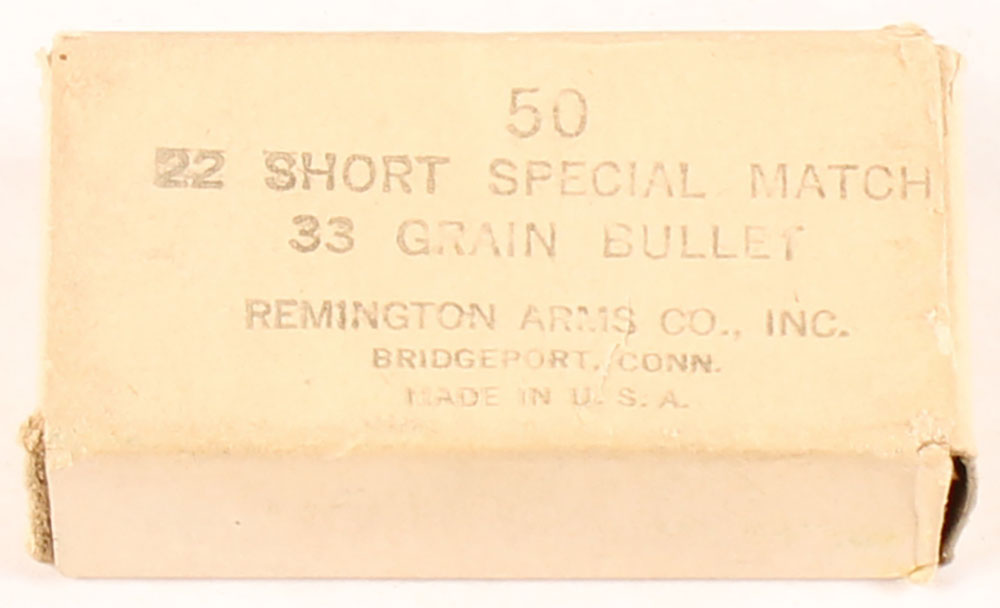 50
22 SHORT SPECIAL MATCH
33 GRAIN BULLET
REMINGTON ARMS CO., INC.
BRIDGEPORT, CONN.
MADE IN U. S. A.